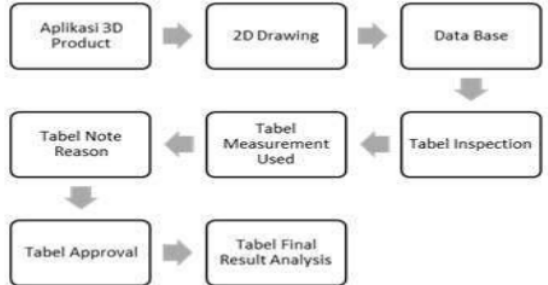 Aplikasi 3D
Product
2D Drawing
Data Base
Tabel Inspection
Tabel
Measurement
Used
Tabel Note
Reason
Tabel Approval
Tabel Final
Result Analysis